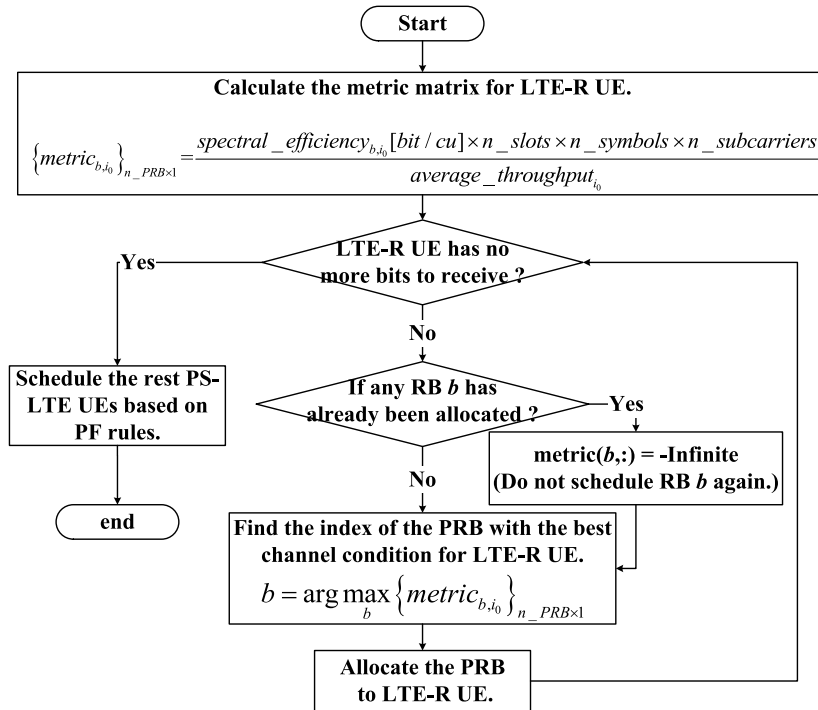 Start
Calculate the metric matrix for LTE-R UE.
{metric_{b,i_0}}_{n_PRB×1} = \frac{spectral_efficiency_{b,i_0}[bit / cu] × n_slots × n_symbols × n_subcarriers}{average_throughput_{i_0}}
LTE-R UE has no
more bits to receive ?
Yes
No
Schedule the rest PS-
LTE UEs based on
PF rules.
end
If any RB b has
already been allocated ?
Yes
metric(b,:) = -Infinite
(Do not schedule RB b again.)
No
Find the index of the PRB with the best
channel condition for LTE-R UE.
b = arg max_b {metric_{b,i_0}}_{n_PRB×1}
Allocate the PRB
to LTE-R UE.